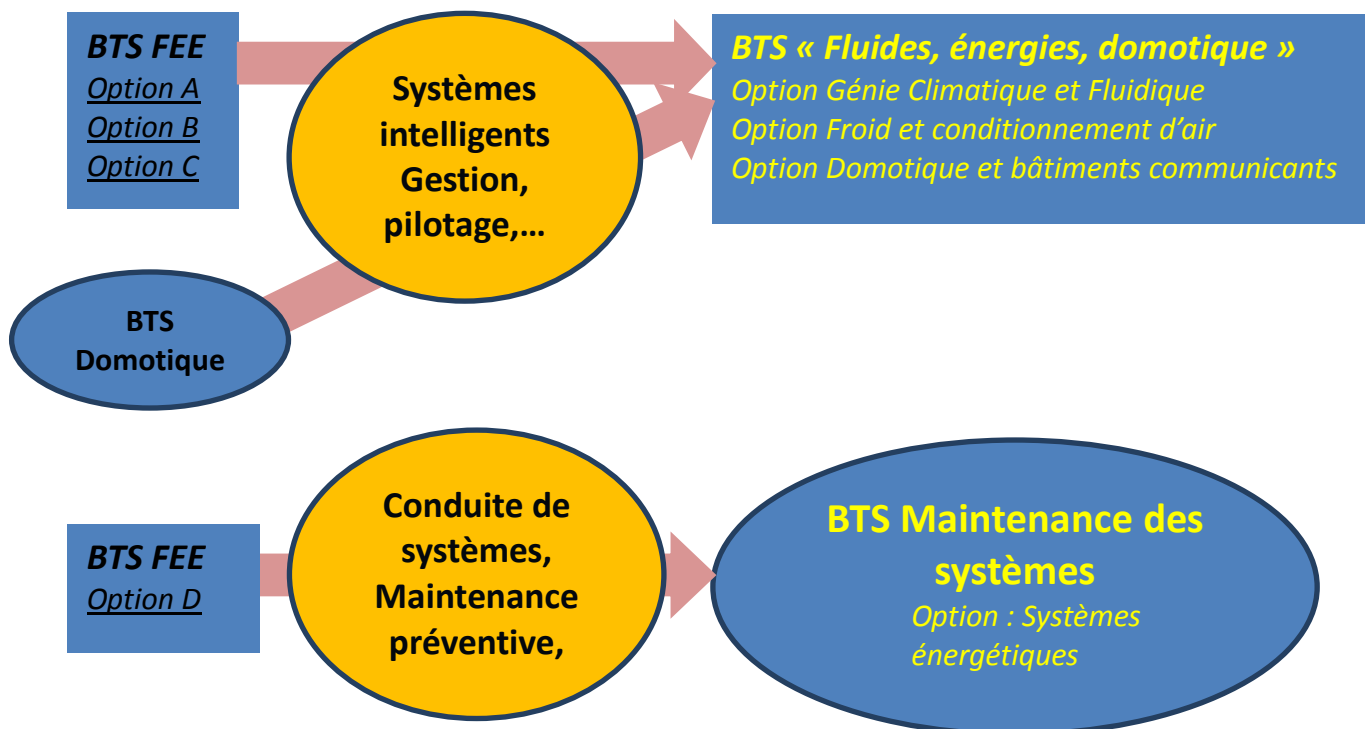 BTS FEE
Option A
Option B
Option C
Systèmes
intelligents
Gestion,
pilotage,…
BTS « Fluides, énergies, domotique »
Option Génie Climatique et Fluidique
Option Froid et conditionnement d’air
Option Domotique et bâtiments communicants
BTS
Domotique
BTS FEE
Option D
Conduite de
systèmes,
Maintenance
préventive,
BTS Maintenance des
systèmes
Option : Systèmes
énergétiques